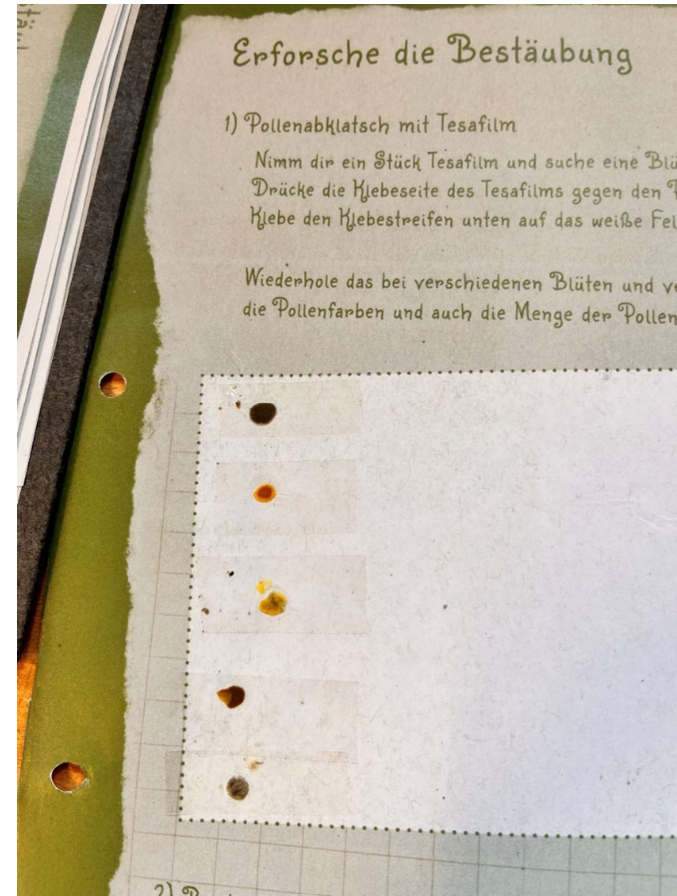 Erforsche die Bestäubung
1) Pollenabklatsch mit Tesafilm
Nimm dir ein Stück Tesafilm und suche eine
Drücke die Klebeseite des Tesafilms gegen den
Klebe den Klebestreifen unten auf das weiße
Wiederhole das bei verschiedenen Blüten und
die Pollenfarben und auch die Menge der Pollen
2)